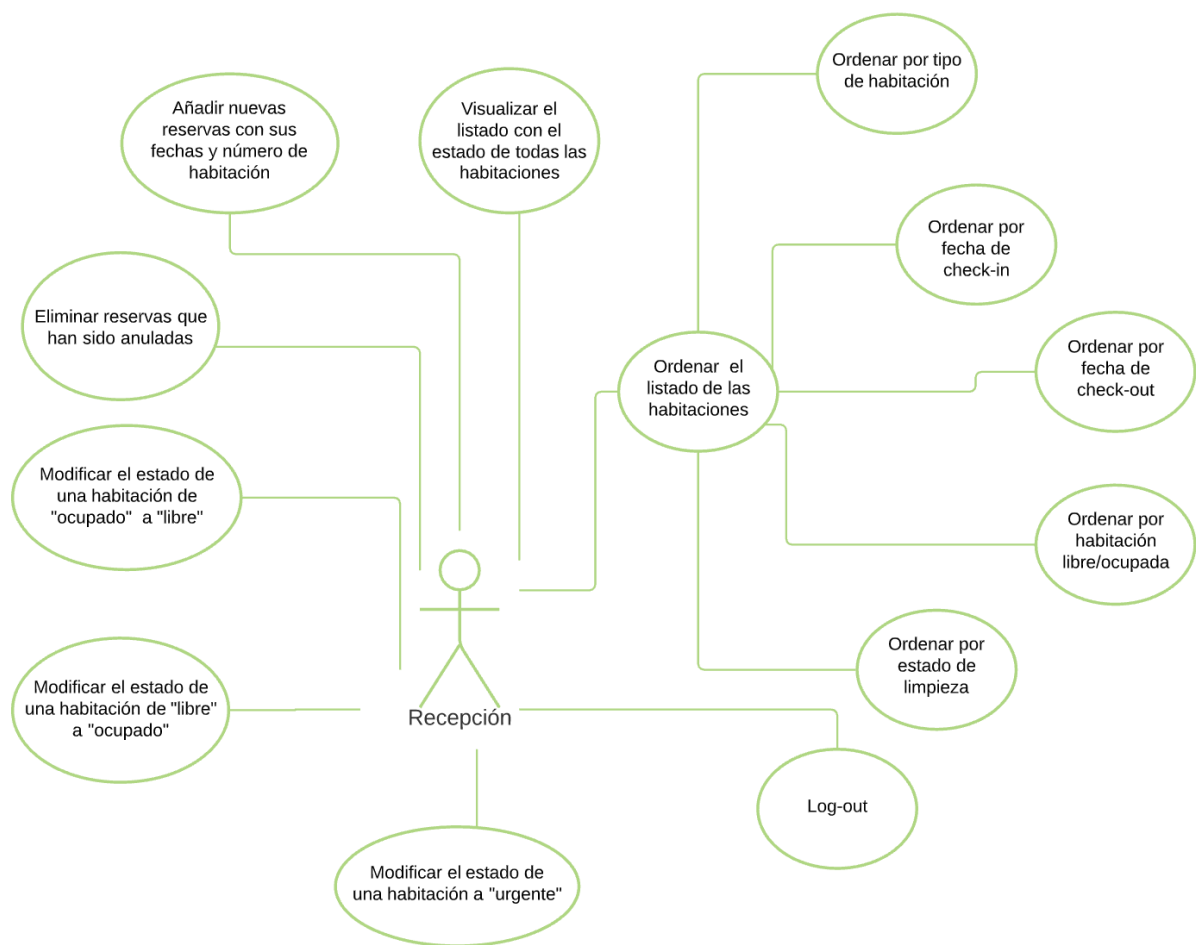 Ordenar por tipo
de habitación
Añadir nuevas
reservas con sus
fechas y número de
habitación
Visualizar el
listado con el
estado de todas las
habitaciones
Ordenar por
fecha de
check-in
Eliminar reservas que
han sido anuladas
Ordenar el
listado de las
habitaciones
Ordenar por
fecha de
check-out
Modificar el estado de
una habitación de
"ocupado" a "libre"
Ordenar por
habitación
libre/ocupada
Ordenar por
estado de
limpieza
Modificar el estado de
una habitación de "libre"
a "ocupado"
Recepción
Log-out
Modificar el estado de
una habitación a "urgente"